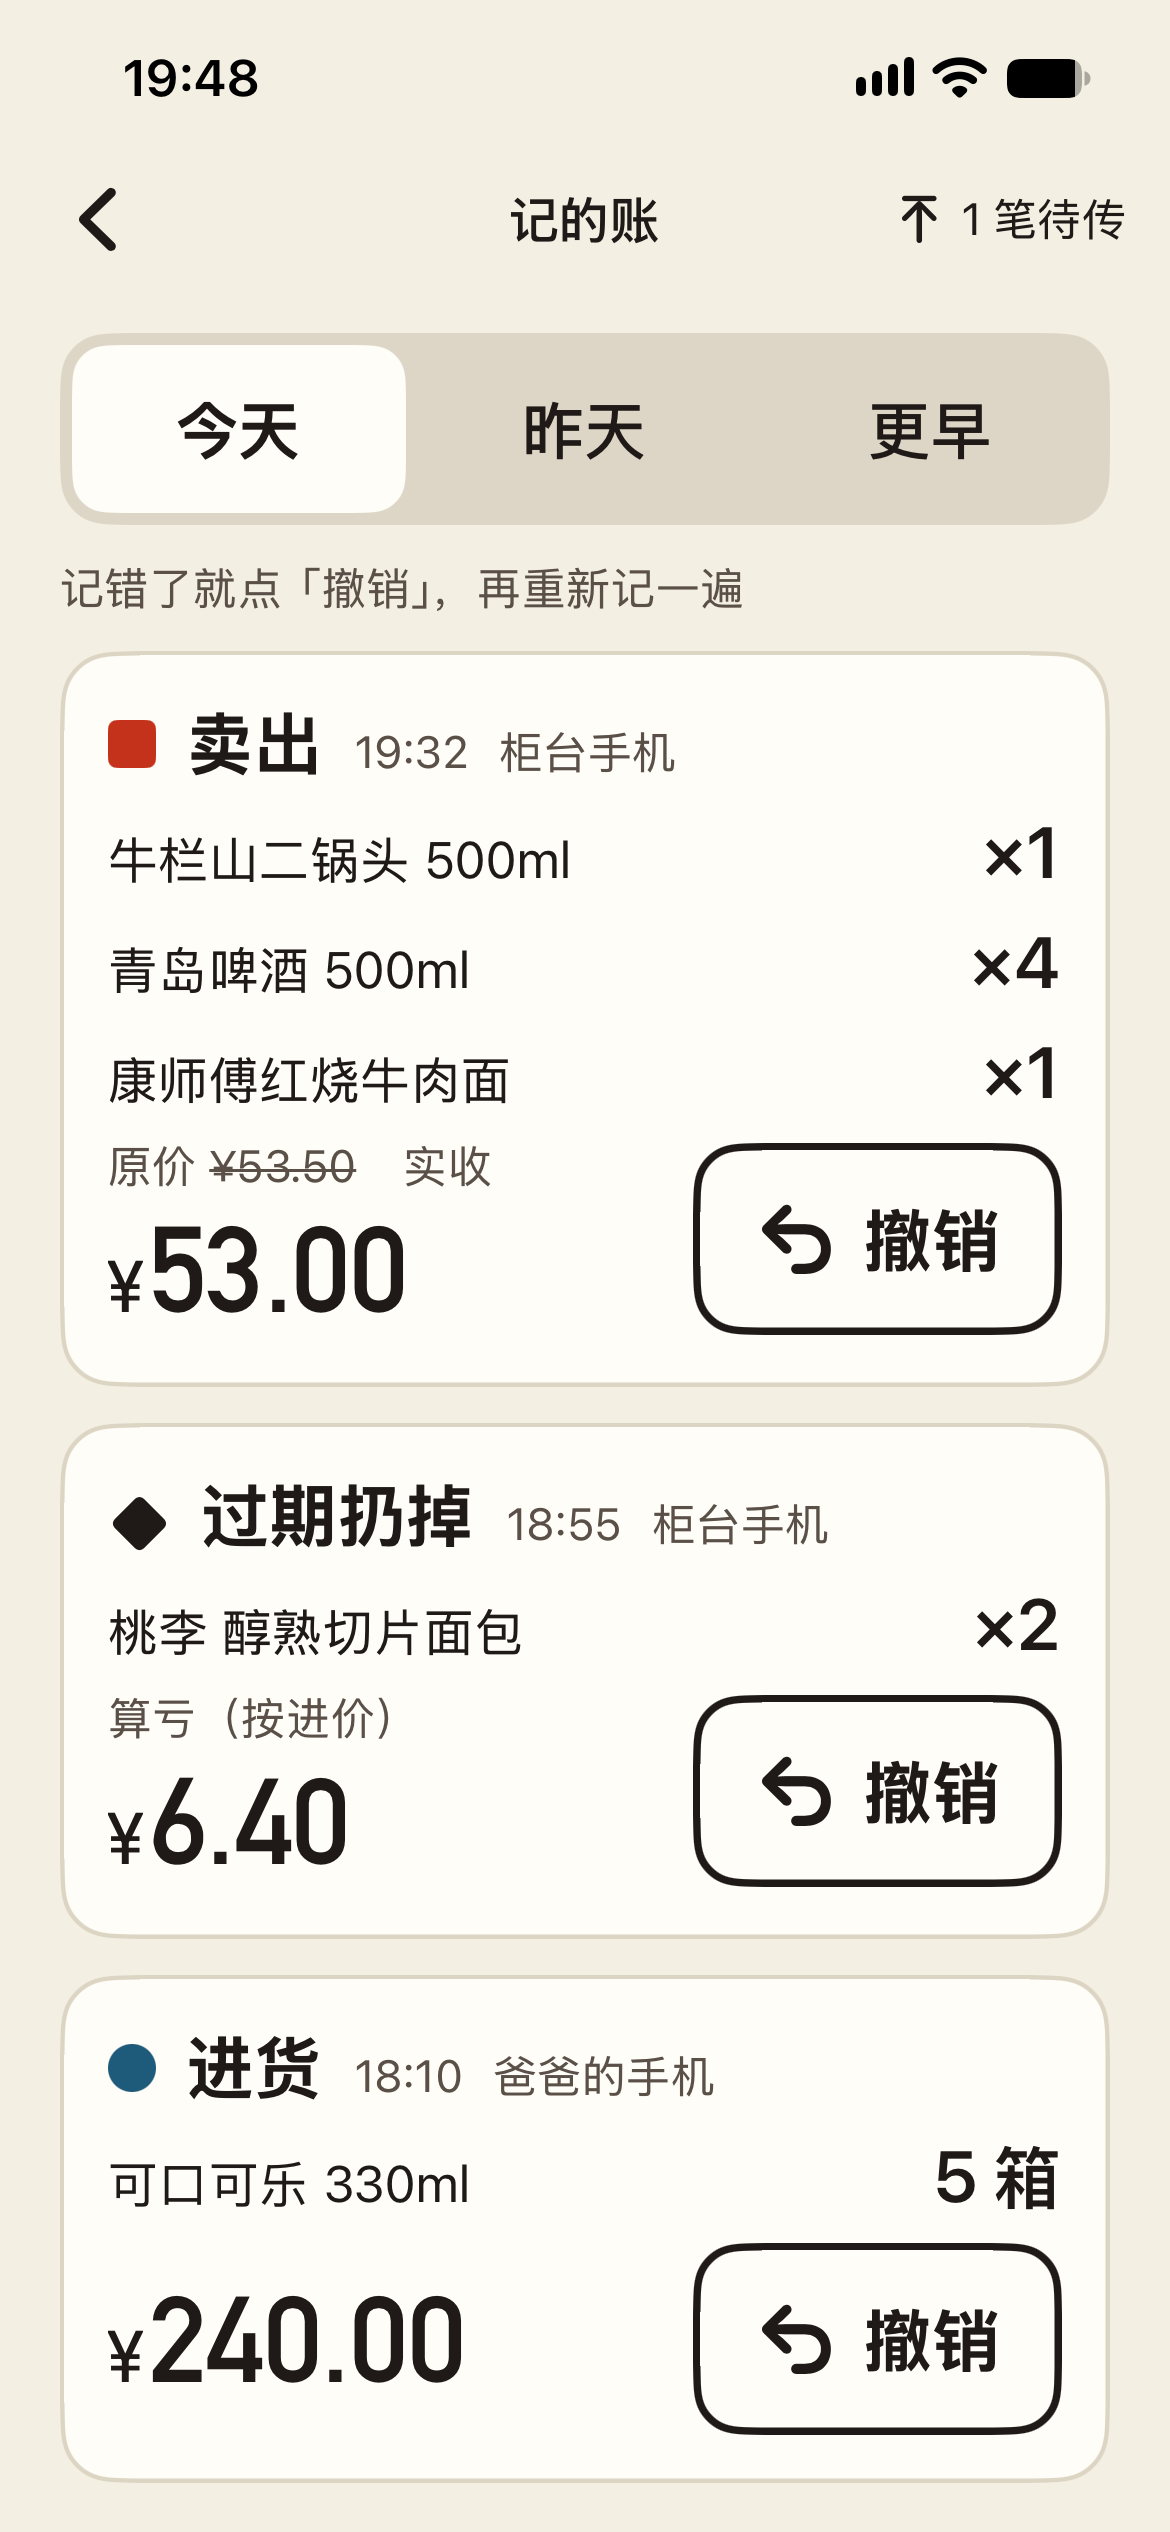 19:48
记的账
1 笔待传
今天 昨天 更早
记错了就点「撤销」，再重新记一遍
卖出 19:32 柜台手机
牛栏山二锅头 500ml ×1
青岛啤酒 500ml ×4
康师傅红烧牛肉面 ×1
原价 ¥53.50 实收
¥53.00
撤销
过期扔掉 18:55 柜台手机
桃李 醇熟切片面包 ×2
算亏（按进价）
¥6.40
撤销
进货 18:10 爸爸的手机
可口可乐 330ml 5 箱
¥240.00
撤销